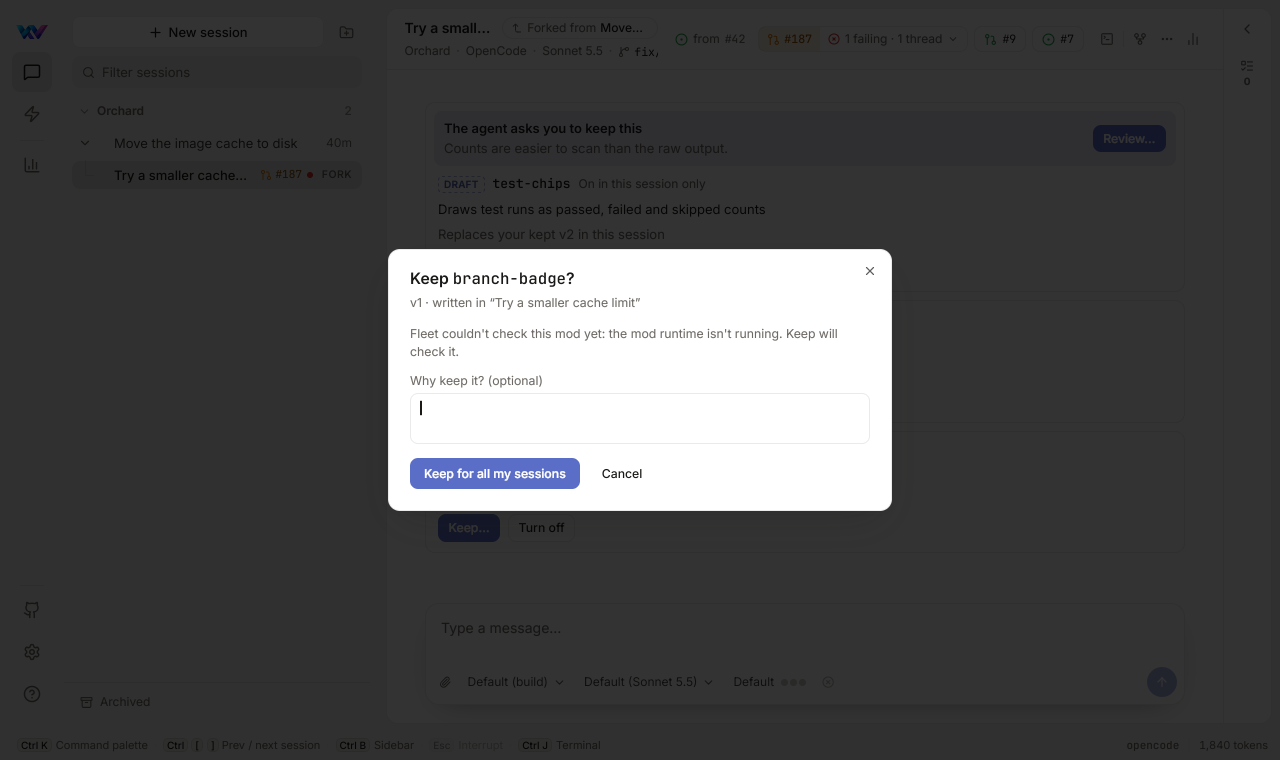 New session
Filter sessions
Orchard 2
Move the image cache to disk 40m
Try a smaller cache... #187 FORK
Archived
Try a small... Forked from Move...
Orchard · OpenCode · Sonnet 5.5 · fix/
from #42 #187 1 failing · 1 thread #9 #7
0
The agent asks you to keep this
Counts are easier to scan than the raw output.
Review...
DRAFT test-chips On in this session only
Draws test runs as passed, failed and skipped counts
Replaces your kept v2 in this session
Keep branch-badge?
v1 · written in “Try a smaller cache limit”
Fleet couldn't check this mod yet: the mod runtime isn't running. Keep will
check it.
Why keep it? (optional)
Keep for all my sessions Cancel
Keep... Turn off
Type a message...
Default (build) Default (Sonnet 5.5) Default
Ctrl K Command palette Ctrl [ ] Prev / next session Ctrl B Sidebar Esc Interrupt Ctrl J Terminal
opencode 1,840 tokens